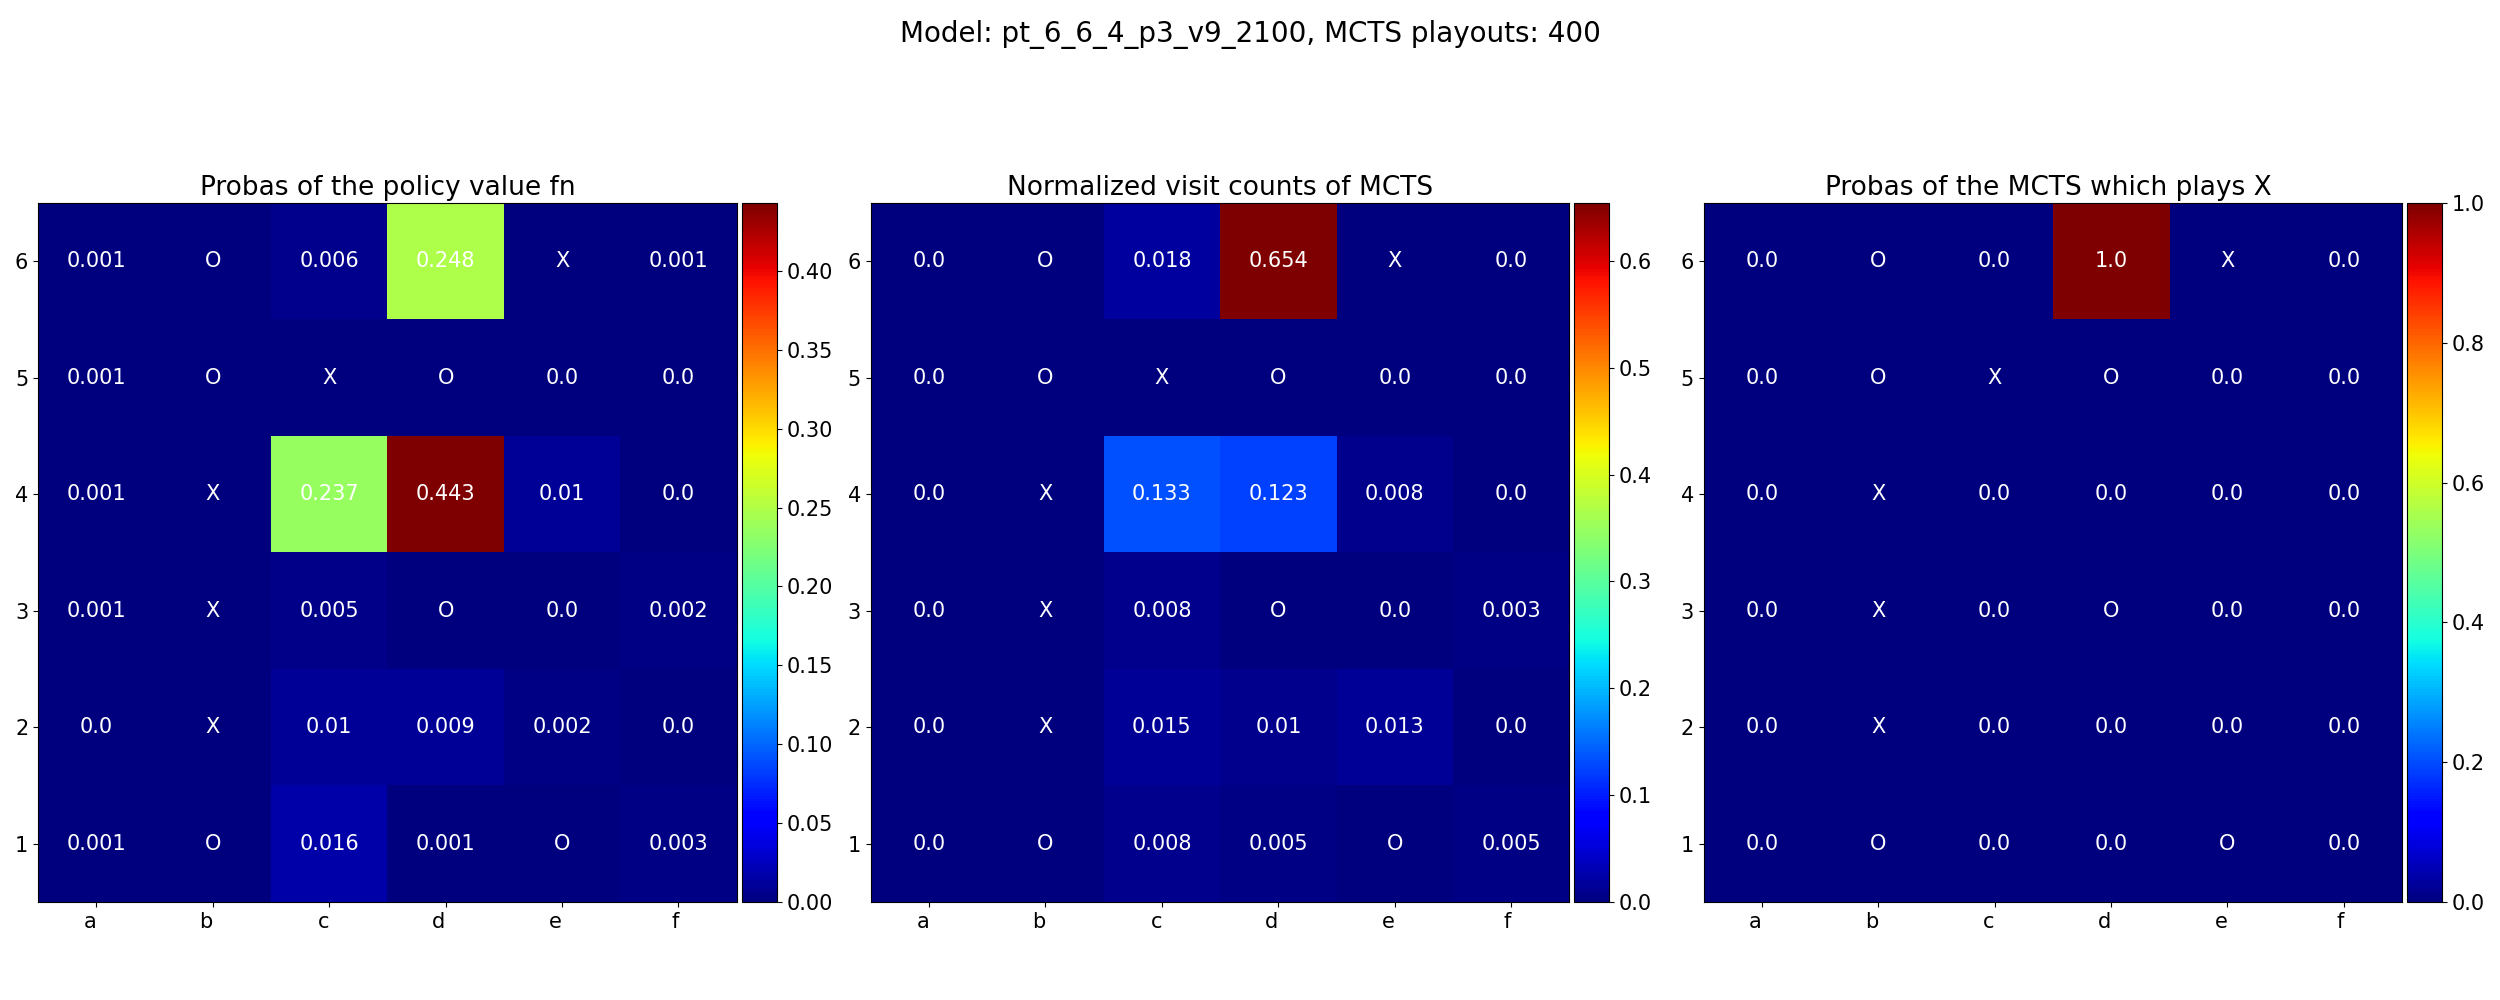 Model: pt_6_6_4_p3_v9_2100, MCTS playouts: 400
Probas of the policy value fn
6 0.001 O 0.006 0.248 X 0.001
5 0.001 O X O 0.0 0.0
4 0.001 X 0.237 0.443 0.01 0.0
3 0.001 X 0.005 O 0.0 0.002
2 0.0 X 0.01 0.009 0.002 0.0
1 0.001 O 0.016 0.001 O 0.003
a b c d e f
0.40
0.35
0.30
0.25
0.20
0.15
0.10
0.05
0.00
Normalized visit counts of MCTS
6 0.0 O 0.018 0.654 X 0.0
5 0.0 O X O 0.0 0.0
4 0.0 X 0.133 0.123 0.008 0.0
3 0.0 X 0.008 O 0.0 0.003
2 0.0 X 0.015 0.01 0.013 0.0
1 0.0 O 0.008 0.005 O 0.005
a b c d e f
0.6
0.5
0.4
0.3
0.2
0.1
0.0
Probas of the MCTS which plays X
6 0.0 O 0.0 1.0 X 0.0
5 0.0 O X O 0.0 0.0
4 0.0 X 0.0 0.0 0.0 0.0
3 0.0 X 0.0 O 0.0 0.0
2 0.0 X 0.0 0.0 0.0 0.0
1 0.0 O 0.0 0.0 O 0.0
a b c d e f
1.0
0.8
0.6
0.4
0.2
0.0